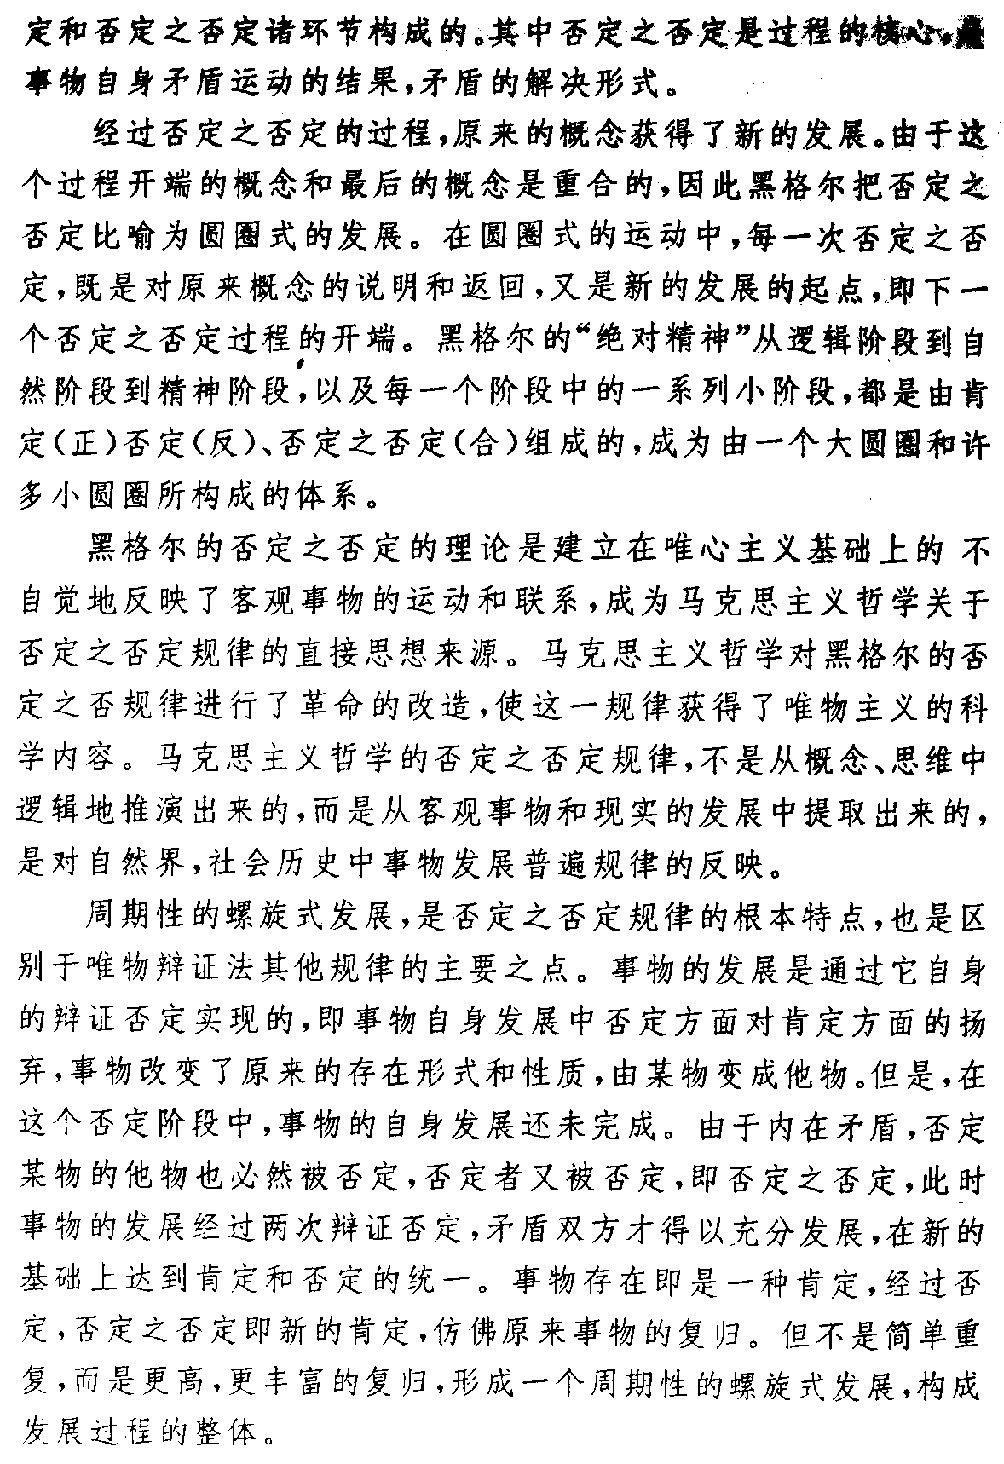 定和否定之否定诸环节构成的。其中否定之否定是过程的核心，是
事物自身矛盾运动的结果，矛盾的解决形式。
经过否定之否定的过程，原来的概念获得了新的发展。由于这
个过程开端的概念和最后的概念是重合的，因此黑格尔把否定之
否定比喻为圆圈式的发展。在圆圈式的运动中，每一次否定之否
定，既是对原来概念的说明和返回，又是新的发展的起点，即下一
个否定之否定过程的开端。黑格尔的“绝对精神”从逻辑阶段到自
然阶段到精神阶段，以及每一个阶段中的一系列小阶段，都是由肯
定(正)否定(反)、否定之否定(合)组成的，成为由一个大圆圈和许
多小圆圈所构成的体系。
黑格尔的否定之否定的理论是建立在唯心主义基础上的 不
自觉地反映了客观事物的运动和联系，成为马克思主义哲学关于
否定之否定规律的直接思想来源。马克思主义哲学对黑格尔的否
定之否规律进行了革命的改造，使这一规律获得了唯物主义的科
学内容。马克思主义哲学的否定之否定规律，不是从概念、思维中
逻辑地推演出来的，而是从客观事物和现实的发展中提取出来的，
是对自然界，社会历史中事物发展普遍规律的反映。
周期性的螺旋式发展，是否定之否定规律的根本特点，也是区
别于唯物辩证法其他规律的主要之点。事物的发展是通过它自身
的辩证否定实现的，即事物自身发展中否定方面对肯定方面的扬
弃，事物改变了原来的存在形式和性质，由某物变成他物。但是，在
这个否定阶段中，事物的自身发展还未完成。由于内在矛盾，否定
某物的他物也必然被否定，否定者又被否定，即否定之否定，此时
事物的发展经过两次辩证否定，矛盾双方才得以充分发展，在新的
基础上达到肯定和否定的统一。事物存在即是一种肯定，经过否
定，否定之否定即新的肯定，仿佛原来事物的复归。但不是简单重
复，而是更高，更丰富的复归，形成一个周期性的螺旋式发展，构成
发展过程的整体。